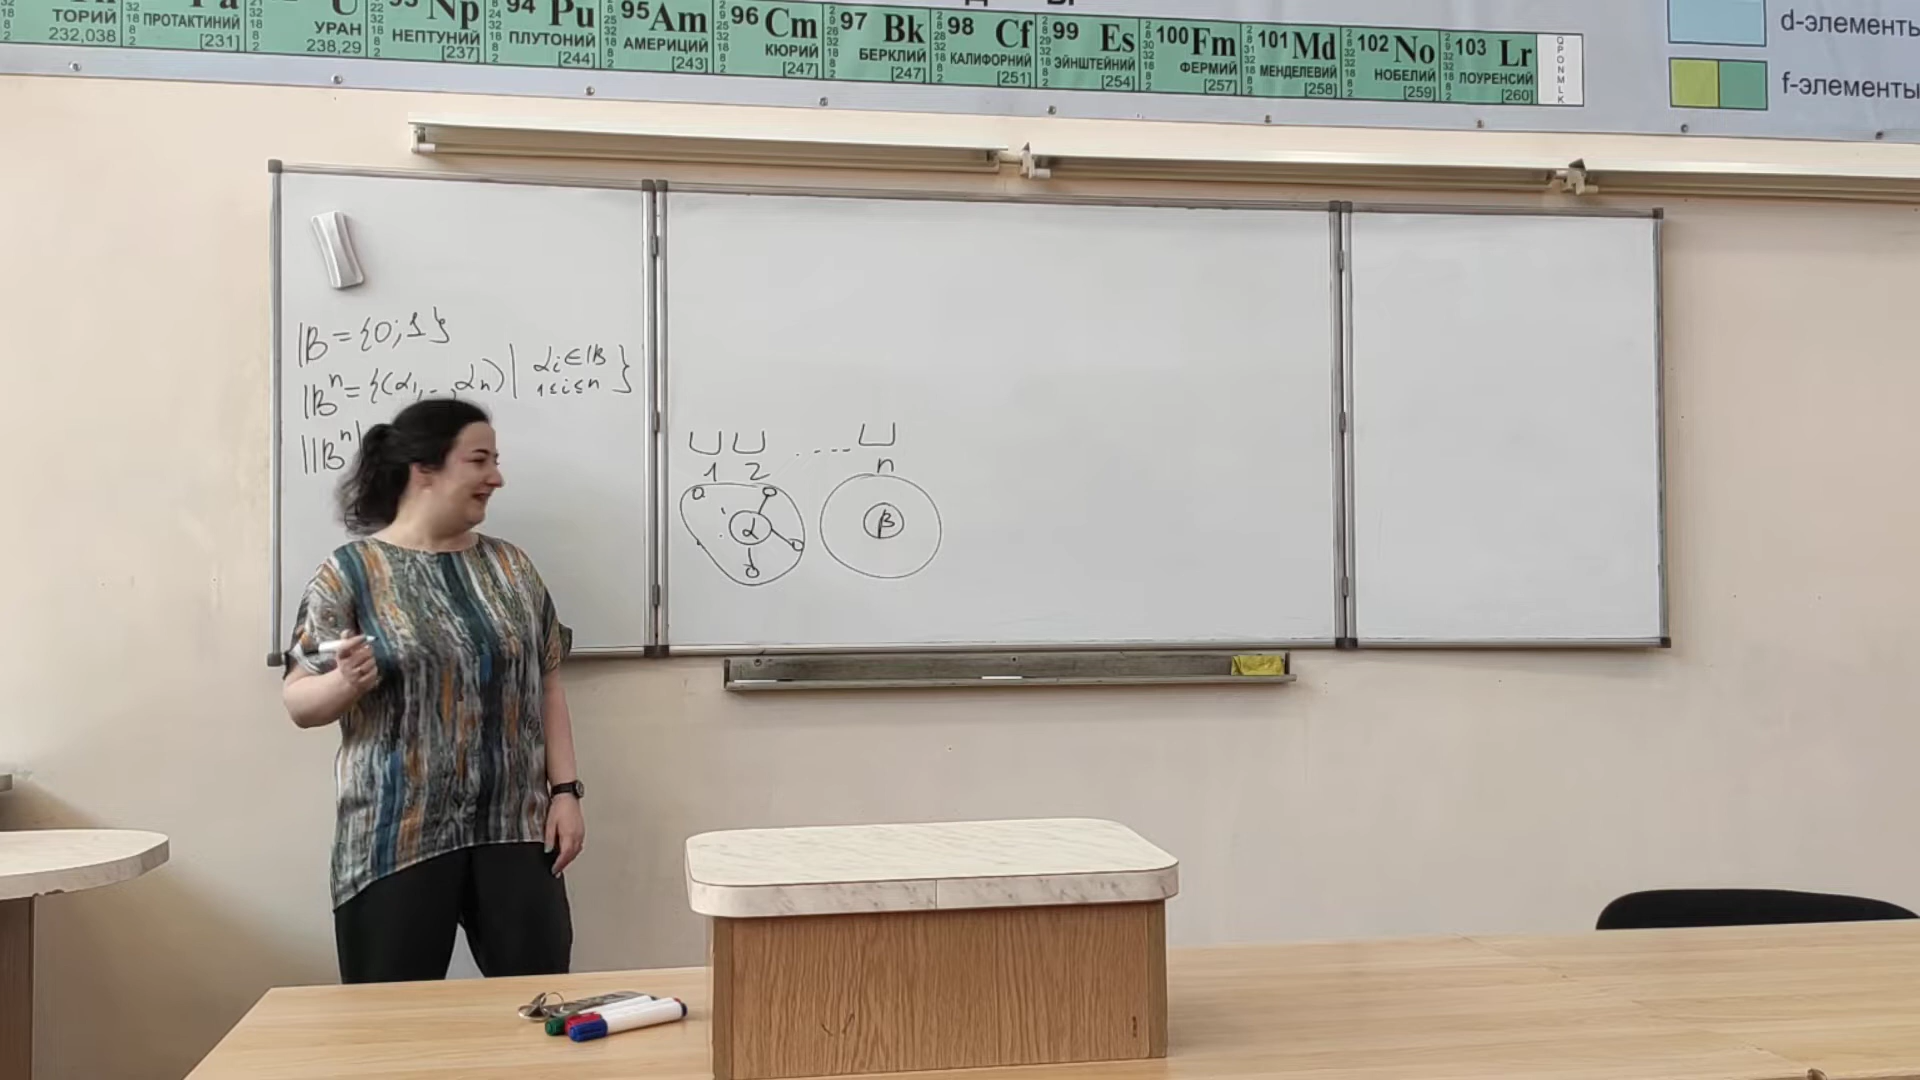 ТОРИЙ
232,038
ПРОТАКТИНИЙ
[231]
U
УРАН
238,29
Np
НЕПТУНИЙ
[237]
94 Pu
ПЛУТОНИЙ
[244]
95 Am
АМЕРИЦИЙ
[243]
96 Cm
КЮРИЙ
[247]
97 Bk
БЕРКЛИЙ
[247]
98 Cf
КАЛИФОРНИЙ
[251]
99 Es
ЭЙНШТЕЙНИЙ
[254]
100 Fm
ФЕРМИЙ
[257]
101 Md
МЕНДЕЛЕВИЙ
[258]
102 No
НОБЕЛИЙ
[259]
103 Lr
ЛОУРЕНСИЙ
[260]
Q P O N M L K
d-элементы
f-элементы
𝔹 = {0; 1}
𝔹ⁿ = {(α₁, .. , αₙ) | αᵢ ∈ 𝔹
1 ≤ i ≤ n }
|𝔹ⁿ|
1 2 .... n
α β